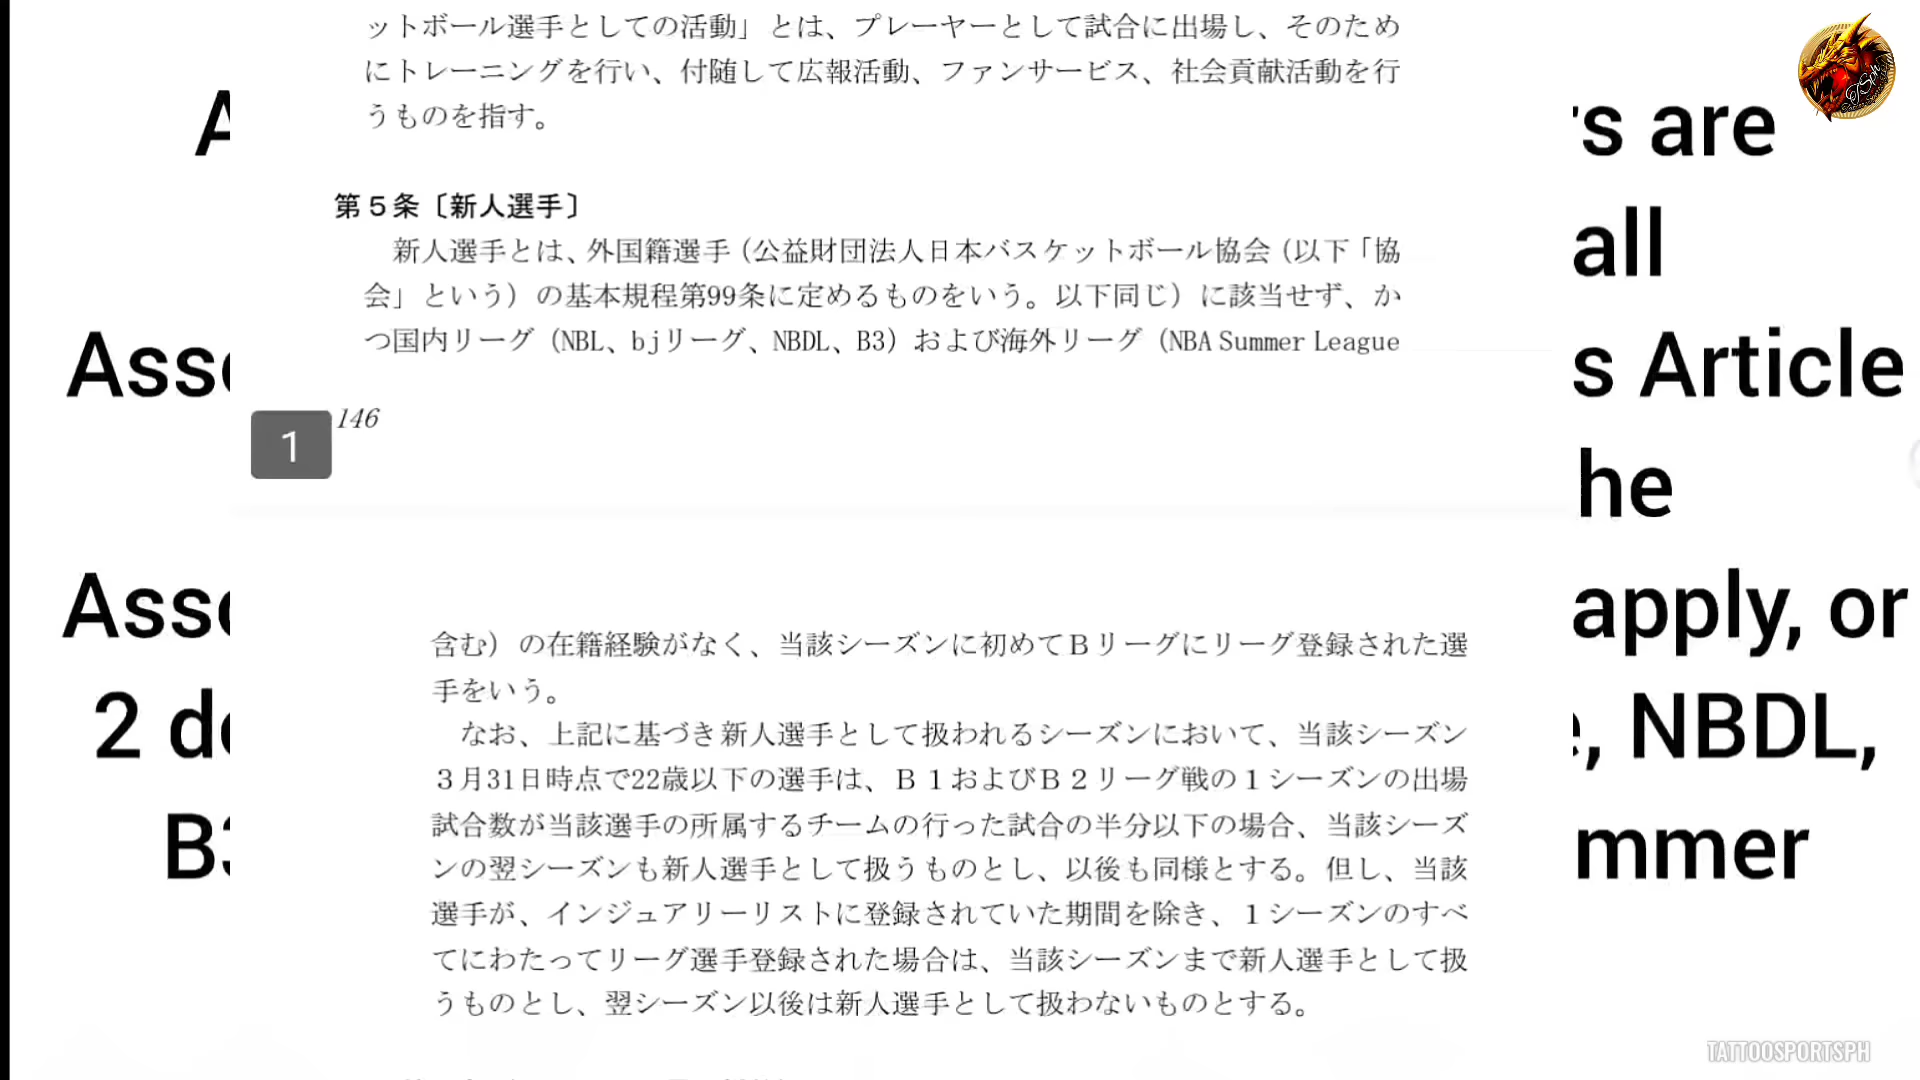 ットボール選手としての活動」とは、プレーヤーとして試合に出場し、そのため
にトレーニングを行い、付随して広報活動、ファンサービス、社会貢献活動を行
うものを指す。
第５条〔新人選手〕
新人選手とは、外国籍選手（公益財団法人日本バスケットボール協会（以下「協
会」という）の基本規程第99条に定めるものをいう。以下同じ）に該当せず、か
つ国内リーグ（NBL、bjリーグ、NBDL、B3）および海外リーグ（NBA Summer League
146
1
含む）の在籍経験がなく、当該シーズンに初めてＢリーグにリーグ登録された選
手をいう。
なお、上記に基づき新人選手として扱われるシーズンにおいて、当該シーズン
３月31日時点で22歳以下の選手は、Ｂ１およびＢ２リーグ戦の１シーズンの出場
試合数が当該選手の所属するチームの行った試合の半分以下の場合、当該シーズ
ンの翌シーズンも新人選手として扱うものとし、以後も同様とする。但し、当該
選手が、インジュアリーリストに登録されていた期間を除き、１シーズンのすべ
てにわたってリーグ選手登録された場合は、当該シーズンまで新人選手として扱
うものとし、翌シーズン以後は新人選手として扱わないものとする。
A
s are
all
Ass
s Article
he
Ass
apply, or
2 d
, NBDL,
B
mmer
TATTOOSPORTSPH